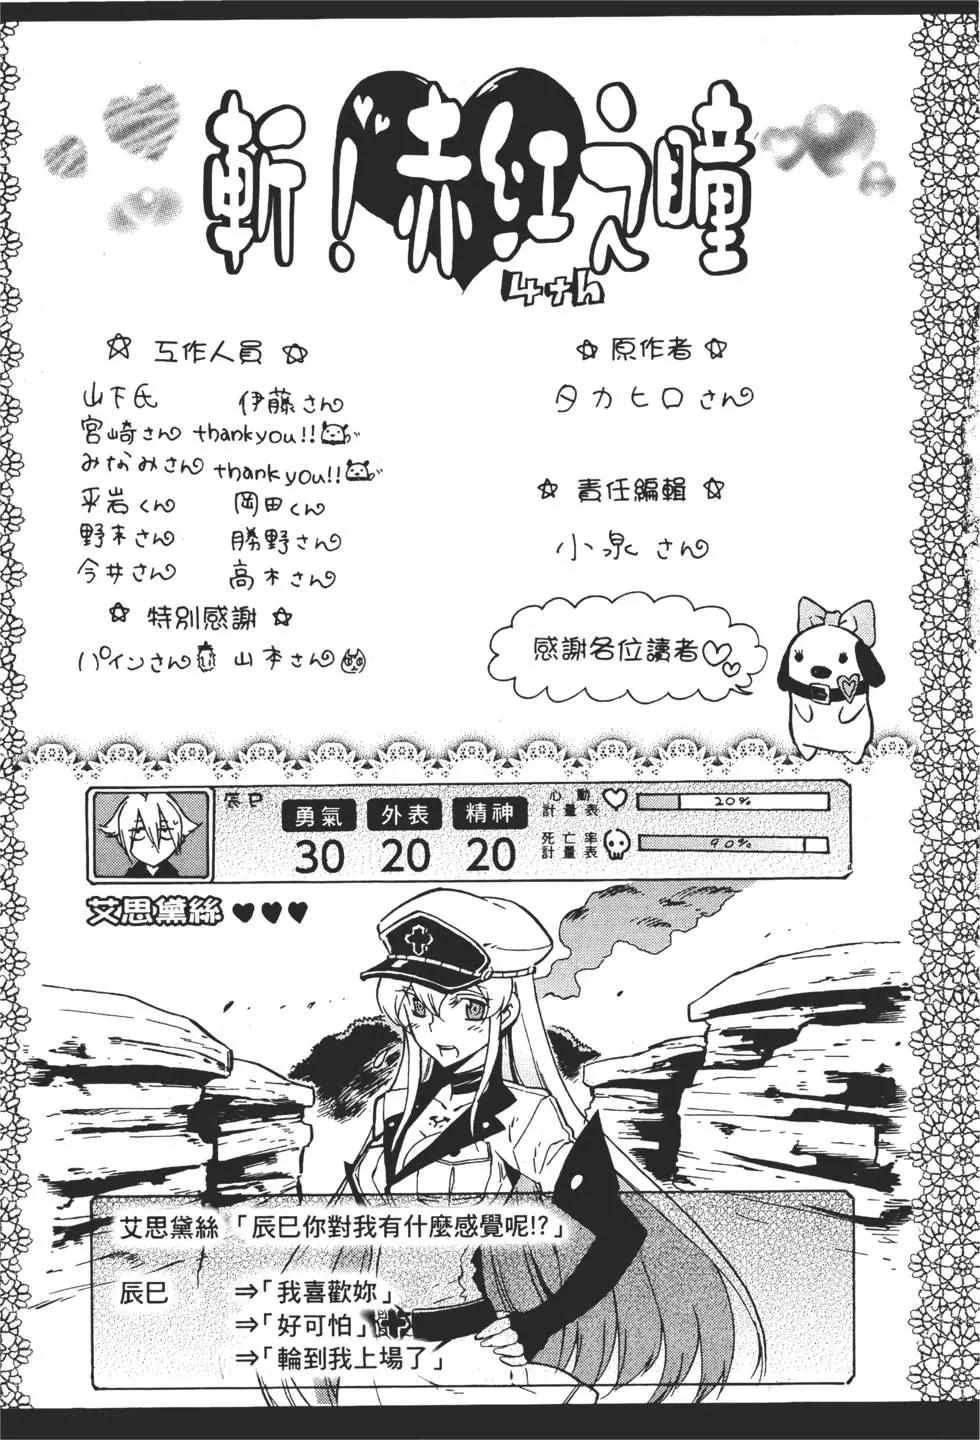 斬！赤紅之瞳
4th
☆ 工作人員 ☆
山下氏 伊藤さん
宮崎さん thank you!!
みなみさん thank you!!
平岩くん 岡田くん
野木さん 勝野さん
今井さん 高木さん
☆ 特別感謝 ☆
パインさん 山本さん
☆ 原作者 ☆
タカヒロさん
☆ 責任編輯 ☆
小泉さん
感謝各位讀者♡♡
辰巳
勇氣 外表 精神
30 20 20
心動計量表 ♡ 20%
死亡率計量表 90%
艾思黛絲 ♥♥♥
艾思黛絲「辰巳你對我有什麼感覺呢!?」
辰巳 ⇒「我喜歡妳」
⇒「好可怕」
⇒「輪到我上場了」